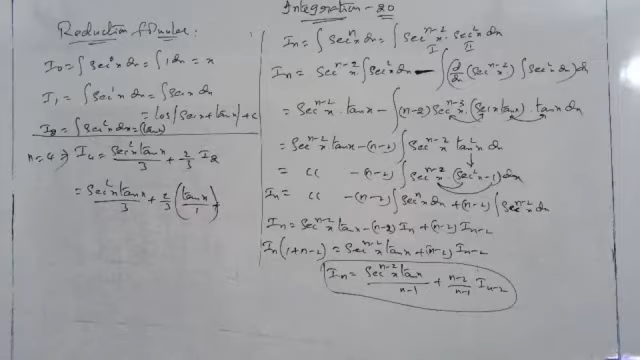 Integration - 20
Reduction formulae
I₀ = ∫ sec⁰x dx = ∫ 1 dx = x
I₁ = ∫ sec¹x dx = ∫ sec x dx
= log |sec x + tan x| + c
I₂ = ∫ sec²x dx = tan x
n=4 ⇒ I₄ = sec²x tan x / 3 + 2/3 I₂
= sec²x tan x / 3 + 2/3 (tan x / 1)
Iₙ = ∫ secⁿx dx = ∫ secⁿ⁻²x · sec²x dx
I II
Iₙ = secⁿ⁻²x ∫ sec²x dx - ∫ (d/dx (secⁿ⁻²x) ∫ sec²x dx) dx
= secⁿ⁻²x · tan x - ∫ (n-2) secⁿ⁻³x · (sec x tan x) · tan x dx
= secⁿ⁻²x tan x - (n-2) ∫ secⁿ⁻²x tan²x dx
= " - (n-2) ∫ secⁿ⁻²x · (sec²x - 1) dx
Iₙ = " - (n-2) ∫ secⁿx dx + (n-2) ∫ secⁿ⁻²x dx
Iₙ = secⁿ⁻²x tan x - (n-2) Iₙ + (n-2) Iₙ₋₂
Iₙ (1+n-2) = secⁿ⁻²x tan x + (n-2) Iₙ₋₂
Iₙ = secⁿ⁻²x tan x / n-1 + n-2/n-1 Iₙ₋₂